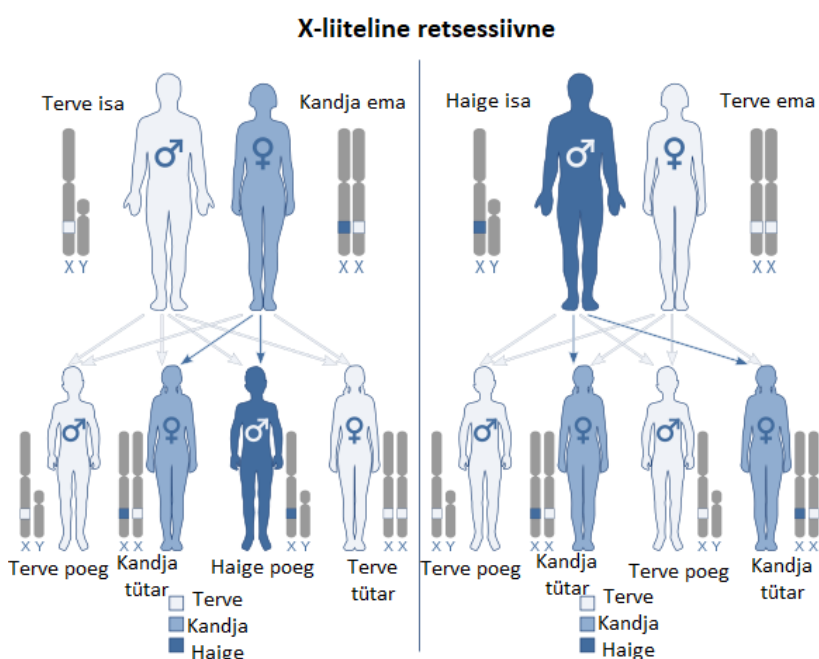 X-liiteline retsessiivne
Terve isa
Kandja ema
X Y
X X
Haige isa
Terve ema
X Y
X X
X Y
X X
X Y
X X
Terve poeg
Kandja
tütar
Haige poeg
Terve
tütar
X Y
X X
X Y
X X
Terve poeg
Kandja
tütar
Terve poeg
Kandja
tütar
Terve
Kandja
Haige
Terve
Kandja
Haige